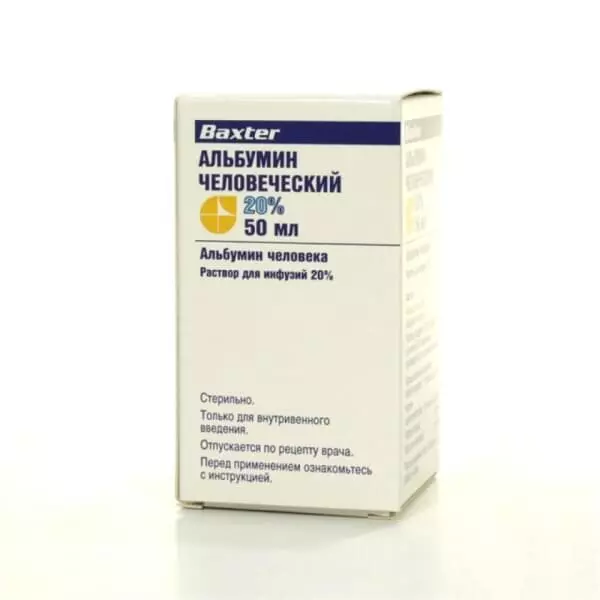 Baxter
АЛЬБУМИН
ЧЕЛОВЕЧЕСКИЙ
20%
50 мл
Альбумин человека
Раствор для инфузий 20%
Стерильно.
Только для внутривенного
введения.
Отпускается по рецепту врача.
Перед применением ознакомьтесь
с инструкцией.